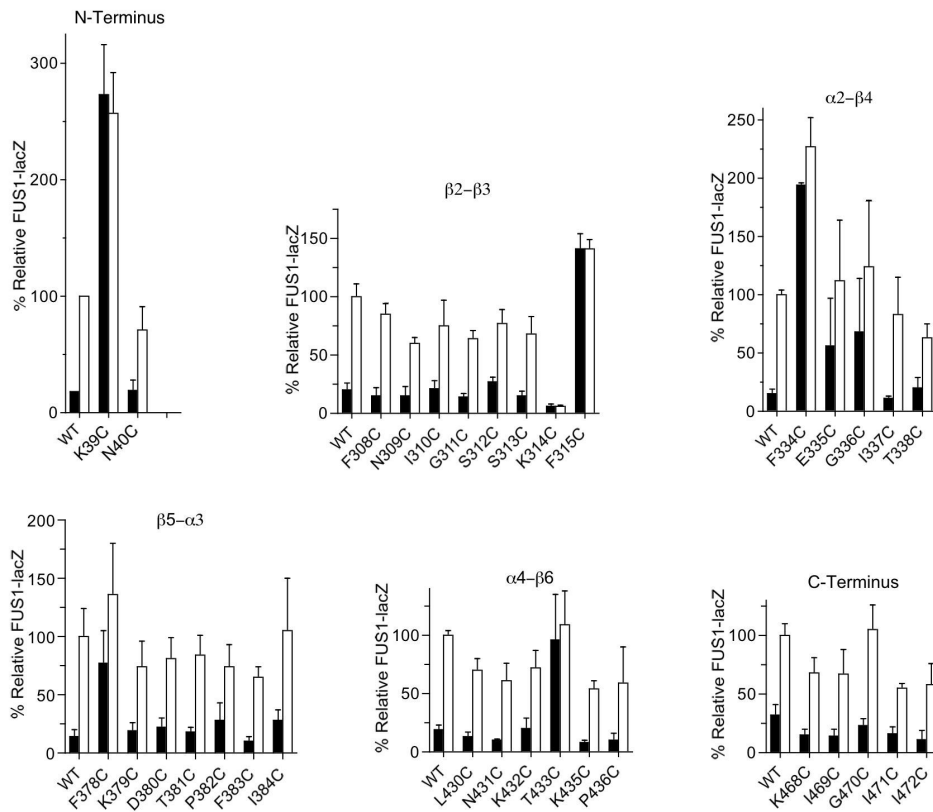 N-Terminus
% Relative FUS1-lacZ
300
200
100
0
WT
K39C
N40C
β2–β3
% Relative FUS1-lacZ
150
100
50
0
WT
F308C
N309C
I310C
G311C
S312C
S313C
K314C
F315C
α2–β4
% Relative FUS1-lacZ
250
200
150
100
50
0
WT
F334C
E335C
G336C
I337C
T338C
β5–α3
% Relative FUS1-lacZ
200
150
100
50
0
WT
F378C
K379C
D380C
T381C
P382C
F383C
I384C
α4–β6
% Relative FUS1-lacZ
100
50
0
WT
L430C
N431C
K432C
T433C
K435C
P436C
C-Terminus
% Relative FUS1-lacZ
100
50
0
WT
K468C
I469C
G470C
I471C
I472C